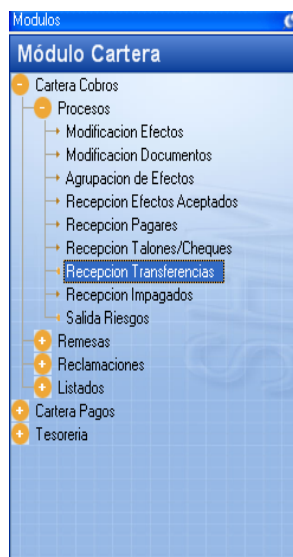 Modulos
Módulo Cartera
Cartera Cobros
Procesos
Modificacion Efectos
Modificacion Documentos
Agrupacion de Efectos
Recepcion Efectos Aceptados
Recepcion Pagares
Recepcion Talones/Cheques
Recepcion Transferencias
Recepcion Impagados
Salida Riesgos
Remesas
Reclamaciones
Listados
Cartera Pagos
Tesoreria